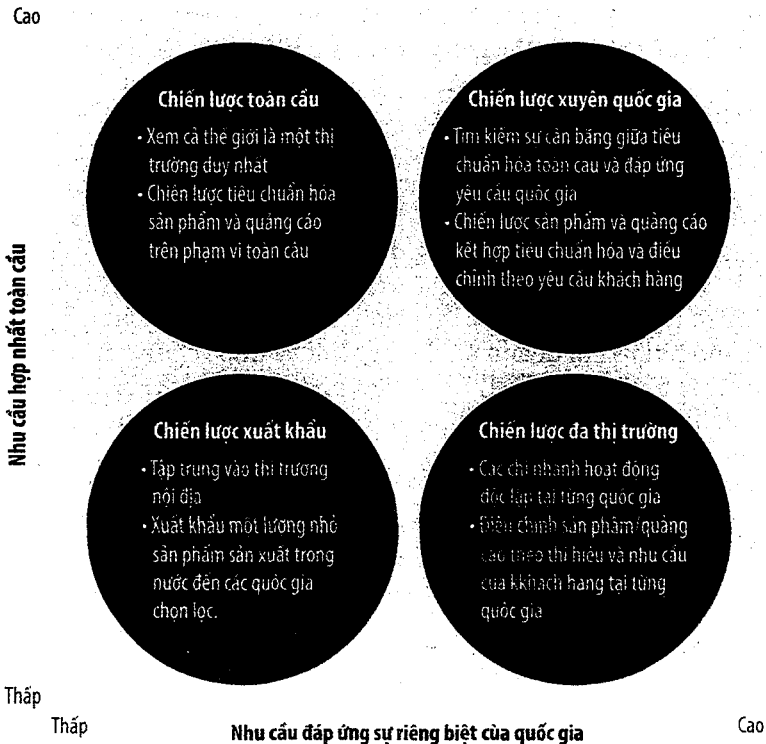 Cao
Chiến lược toàn cầu
• Xem cả thế giới là một thị
trường duy nhất
• Chiến lược tiêu chuẩn hóa
sản phẩm và quảng cáo
trên phạm vi toàn cầu
Chiến lược xuyên quốc gia
• Tìm kiếm sự cân bằng giữa tiêu
chuẩn hóa toàn cầu và đáp ứng
yêu cầu quốc gia
• Chiến lược sản phẩm và quảng cáo
kết hợp tiêu chuẩn hóa và điều
chỉnh theo yêu cầu khách hàng
Nhu cầu hợp nhất toàn cầu
Chiến lược xuất khẩu
• Tập trung vào thị trường
nội địa
• Xuất khẩu một lượng nhỏ
sản phẩm sản xuất trong
nước đến các quốc gia
chọn lọc.
Chiến lược đa thị trường
• Các chi nhánh hoạt động
độc lập tại từng quốc gia
• Điều chỉnh sản phẩm/quảng
cáo theo thị hiếu và nhu cầu
của kkhách hàng tại từng
quốc gia
Thấp
Thấp
Nhu cầu đáp ứng sự riêng biệt của quốc gia
Cao